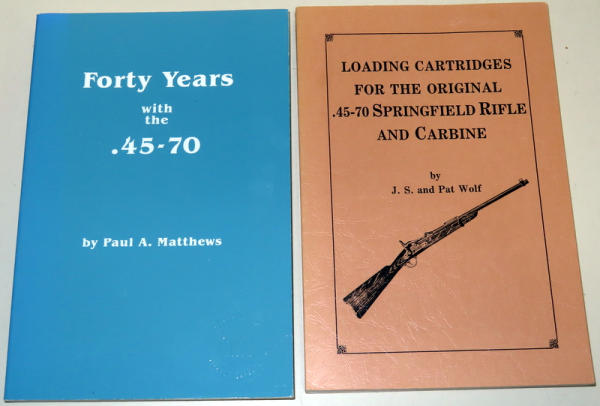 Forty Years
with
the
.45-70
by Paul A. Matthews
LOADING CARTRIDGES
FOR THE ORIGINAL
.45-70 SPRINGFIELD RIFLE
AND CARBINE
by
J. S. and Pat Wolf